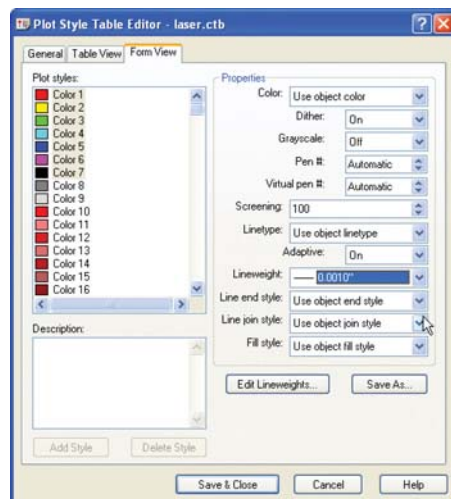 Plot Style Table Editor - laser.ctb
General Table View Form View
Plot styles:
Color 1
Color 2
Color 3
Color 4
Color 5
Color 6
Color 7
Color 8
Color 9
Color 10
Color 11
Color 12
Color 13
Color 14
Color 15
Color 16
Description:
Add Style Delete Style
Properties
Color: Use object color
Dither: On
Grayscale: Off
Pen #: Automatic
Virtual pen #: Automatic
Screening: 100
Linetype: Use object linetype
Adaptive: On
Lineweight: 0.0010"
Line end style: Use object end style
Line join style: Use object join style
Fill style: Use object fill style
Edit Lineweights... Save As...
Save & Close Cancel Help